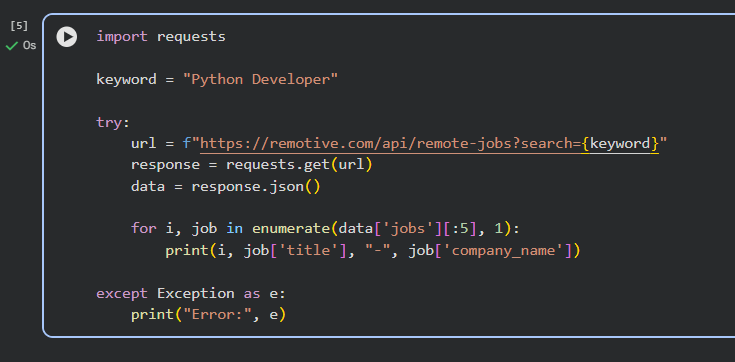 [5]
0s
import requests
keyword = "Python Developer"
try:
    url = f"https://remotive.com/api/remote-jobs?search={keyword}"
    response = requests.get(url)
    data = response.json()
    for i, job in enumerate(data['jobs'][:5], 1):
        print(i, job['title'], "-", job['company_name'])
except Exception as e:
    print("Error:", e)